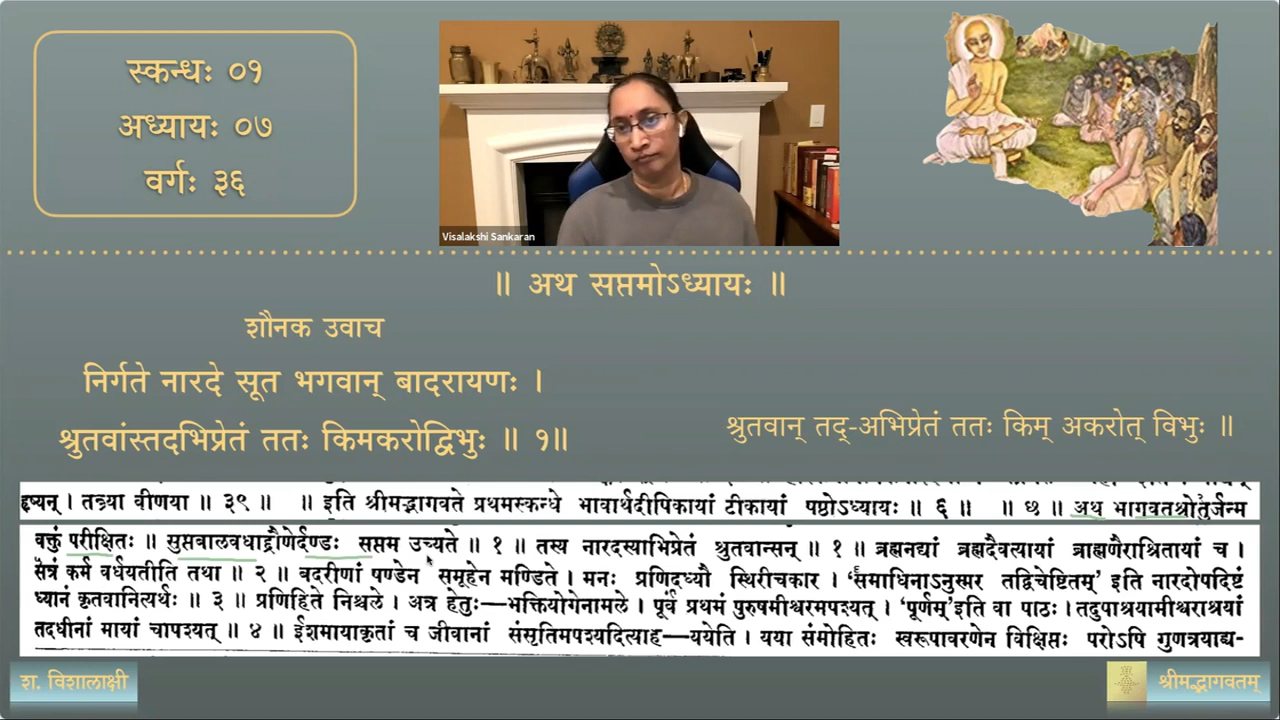 स्कन्धः ०१
अध्यायः ०७
वर्गः ३६
Visalakshi Sankaran
॥ अथ सप्तमोऽध्यायः ॥
शौनक उवाच
निर्गते नारदे सूत भगवान् बादरायणः ।
श्रुतवांस्तदभिप्रेतं ततः किमकरोद्विभुः ॥ १॥
श्रुतवान् तद्-अभिप्रेतं ततः किम् अकरोत् विभुः ॥
हृष्यन् । तन्त्र्या वीणया ॥ ३९ ॥ ॥ इति श्रीमद्भागवते प्रथमस्कन्धे भावार्थदीपिकायां टीकायां षष्ठोऽध्यायः ॥ ६ ॥ ॥ छ ॥ अथ भागवतश्रोतुर्जन्म
वक्तुं परीक्षितः ॥ सुप्तबालवधाद्द्रौणेर्दण्डः सप्तम उच्यते ॥ १ ॥ तस्य नारदस्याभिप्रेतं श्रुतवान्सन् ॥ १ ॥ ब्रह्मनद्यां ब्रह्मदैवत्यायां ब्राह्मणैराश्रितायां च ।
सत्रं कर्म वर्धयतीति तथा ॥ २ ॥ बदरीणां षण्डेन समूहेन मण्डिते । मनः प्रणिदध्यौ स्थिरीचकार । ‘समाधिनाऽनुस्मर तद्विचेष्टितम्’ इति नारदोपदिष्टं
ध्यानं कृतवानित्यर्थः ॥ ३ ॥ प्रणिहिते निश्चले । अत्र हेतुः—भक्तियोगेनामले । पूर्वं प्रथमं पुरुषमीश्वरमपश्यत् । ‘पूर्णम्’इति वा पाठः । तदुपाश्रयामीश्वराश्रयां
तदधीनां मायां चापश्यत् ॥ ४ ॥ ईशमायाकृतां च जीवानां संसृतिमपश्यदित्याह—ययेति । यया संमोहितः स्वरूपावरणेन विक्षिप्तः परोऽपि गुणत्रयाद्य-
श. विशालाक्षी
श्रीमद्भागवतम्